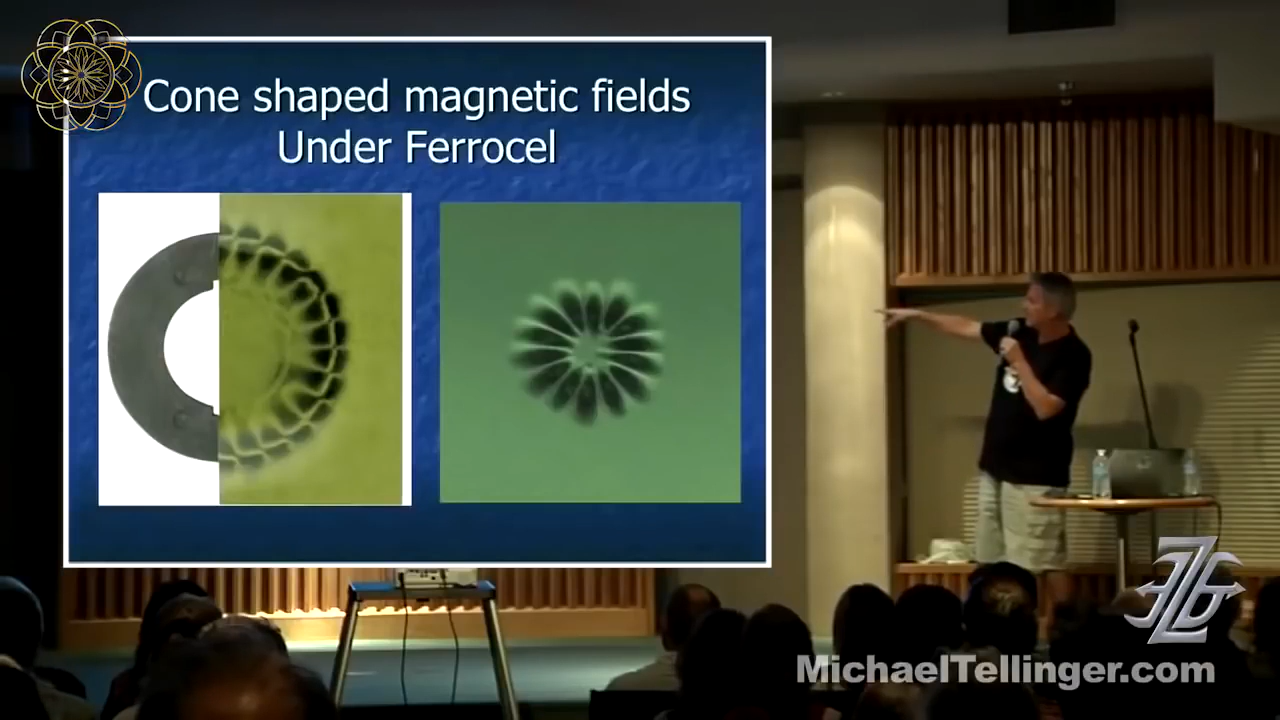 Cone shaped magnetic fields
Under Ferrocel
MichaelTellinger.com